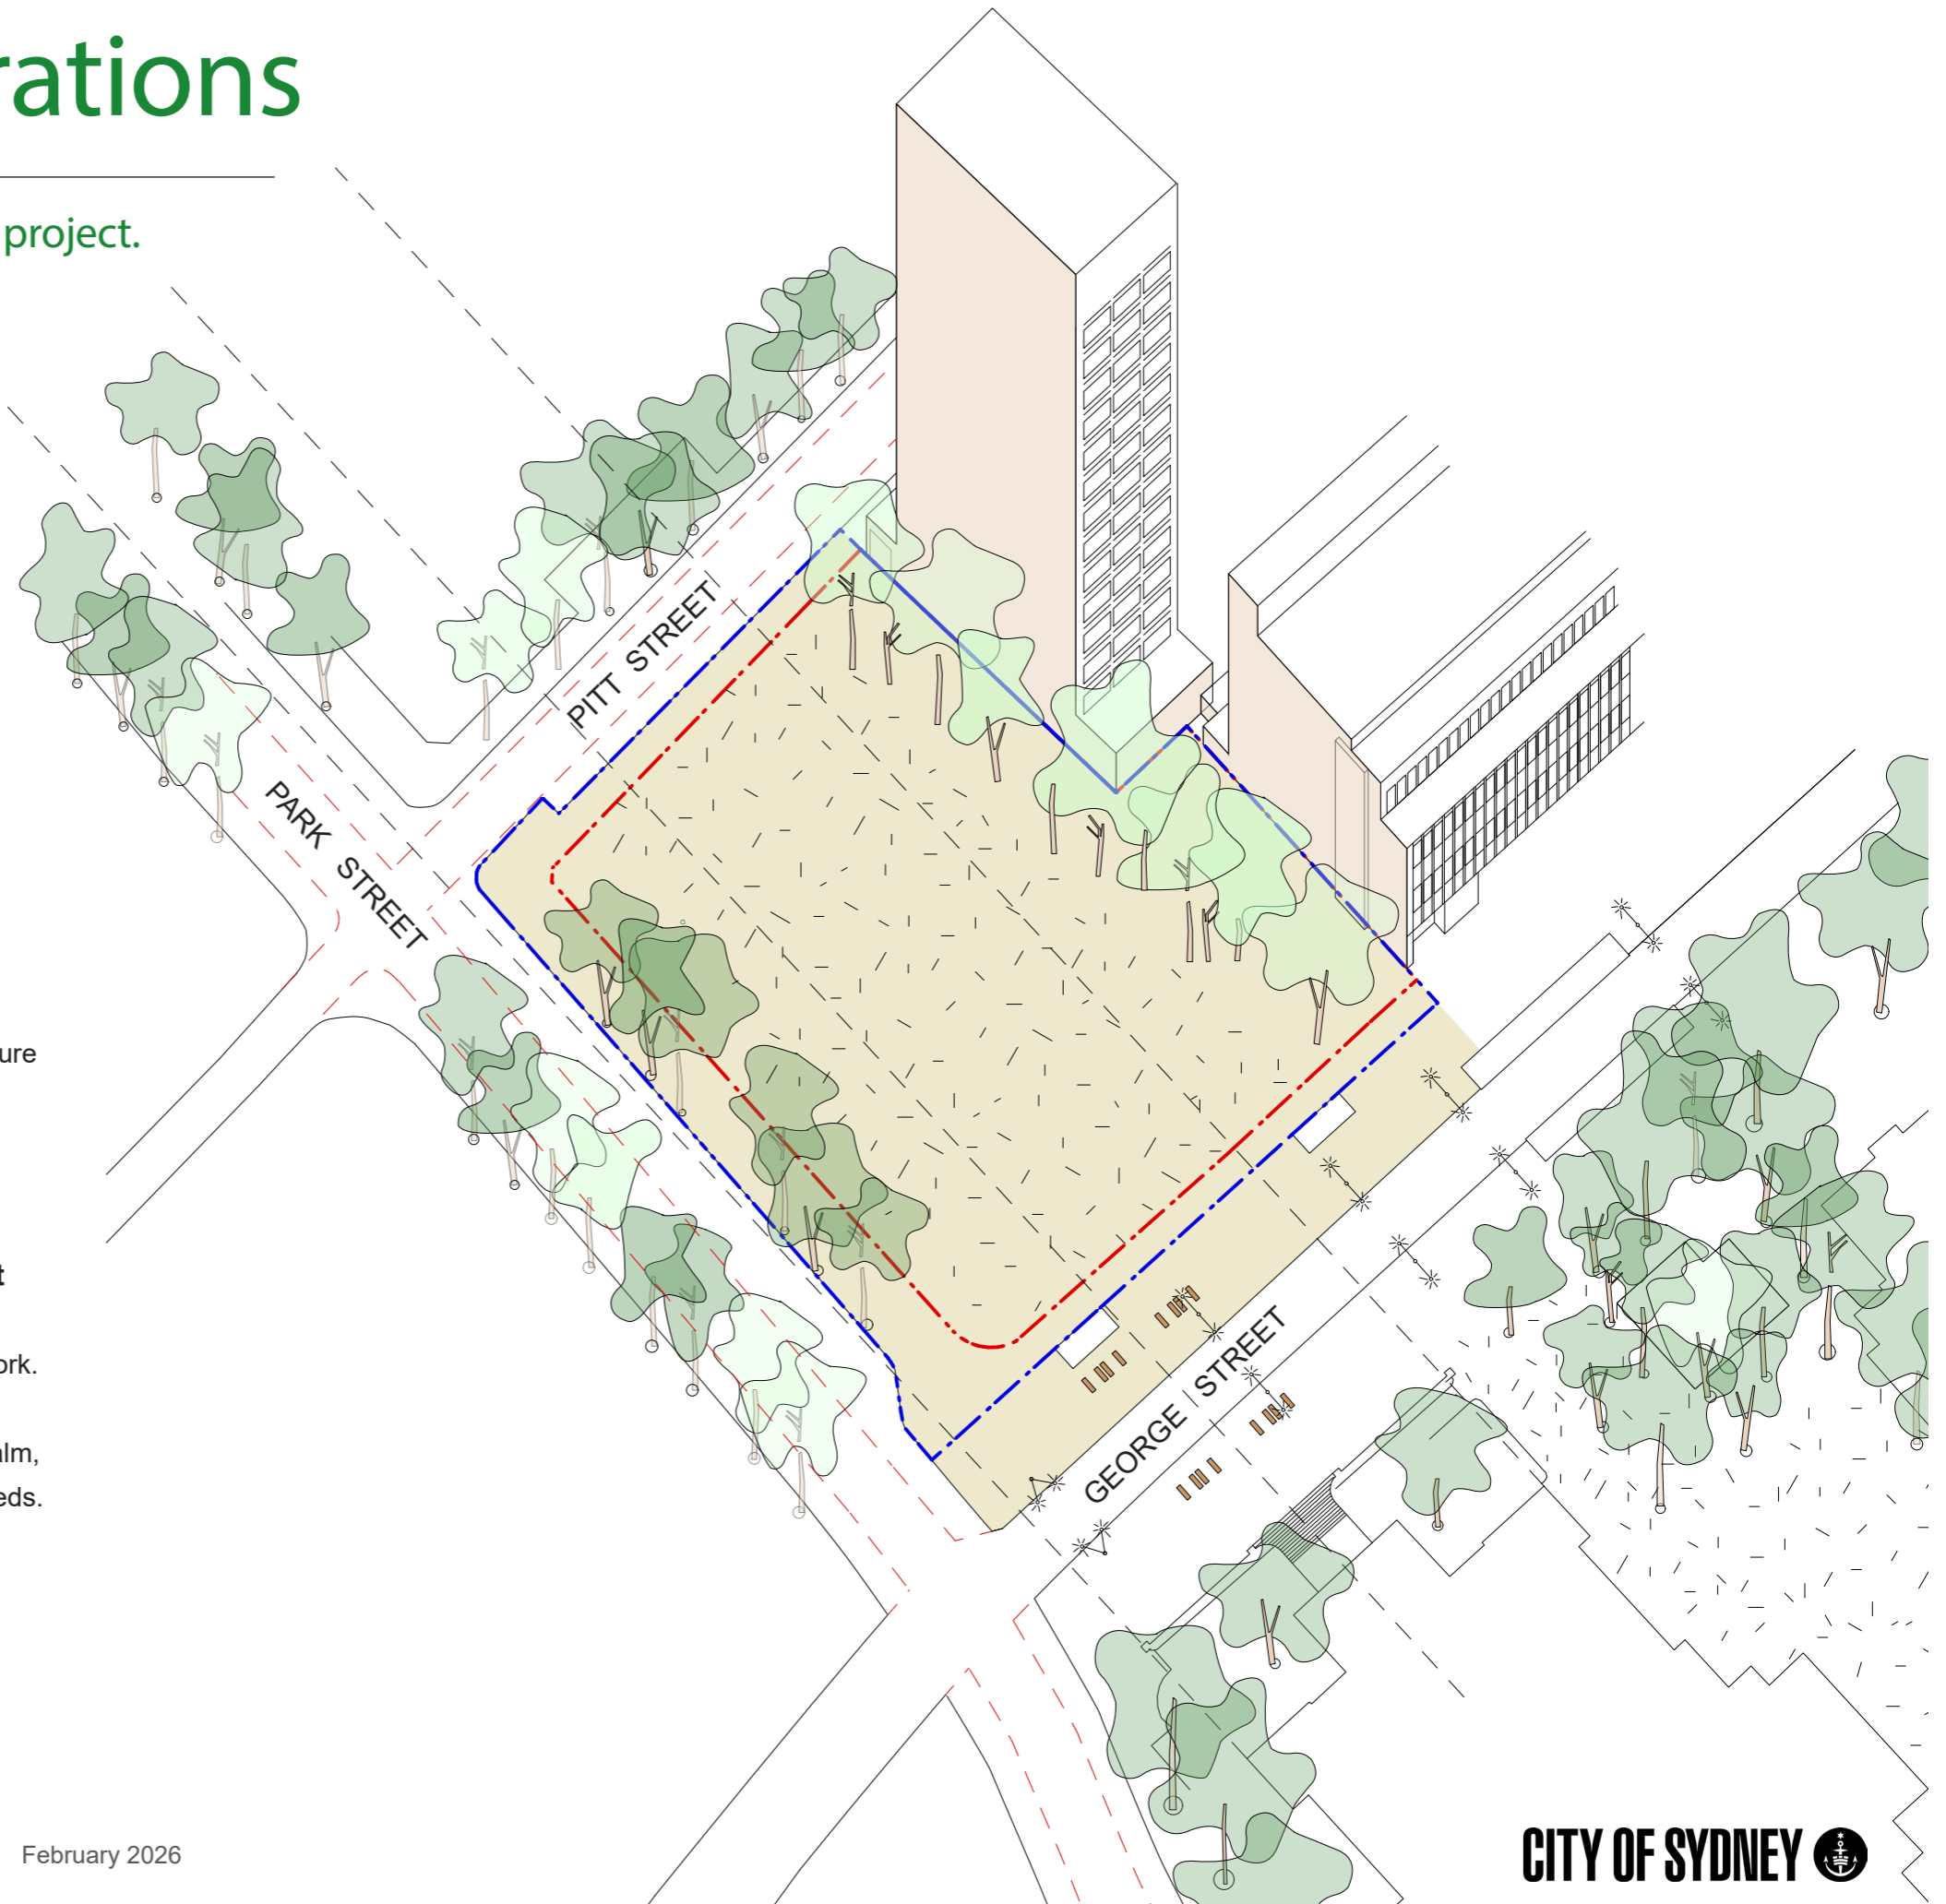 rations
project.
PITT STREET
PARK STREET
ure
t
ork.
alm,
eds.
GEORGE STREET
February 2026
CITY OF SYDNEY